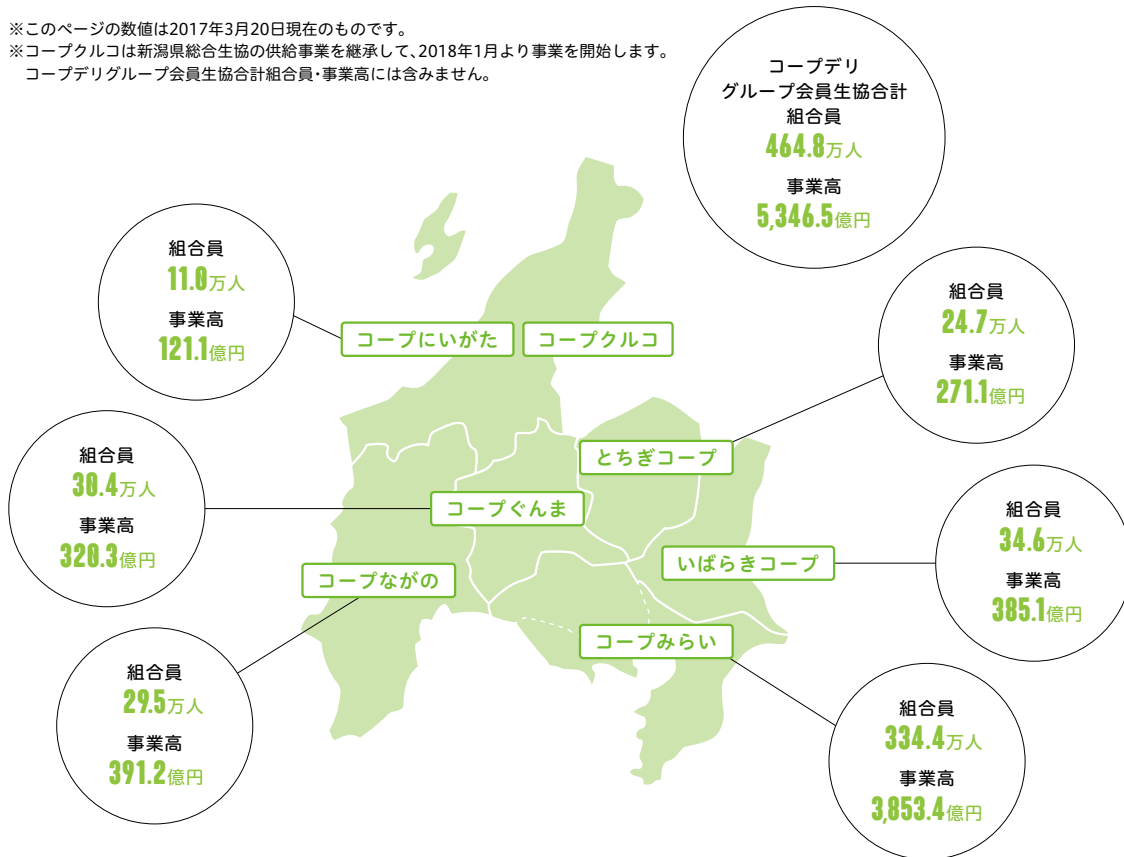 ※このページの数値は2017年3月20日現在のものです。
※コープクルコは新潟県総合生協の供給事業を継承して、2018年1月より事業を開始します。
コープデリグループ会員生協合計組合員・事業高には含みません。
コープデリ
グループ会員生協合計
組合員
464.8万人
事業高
5,346.5億円
組合員
11.0万人
事業高
121.1億円
コープにいがた
コープクルコ
組合員
24.7万人
事業高
271.1億円
とちぎコープ
組合員
30.4万人
事業高
320.3億円
コープぐんま
組合員
34.6万人
事業高
385.1億円
いばらきコープ
コープながの
組合員
29.5万人
事業高
391.2億円
コープみらい
組合員
334.4万人
事業高
3,853.4億円